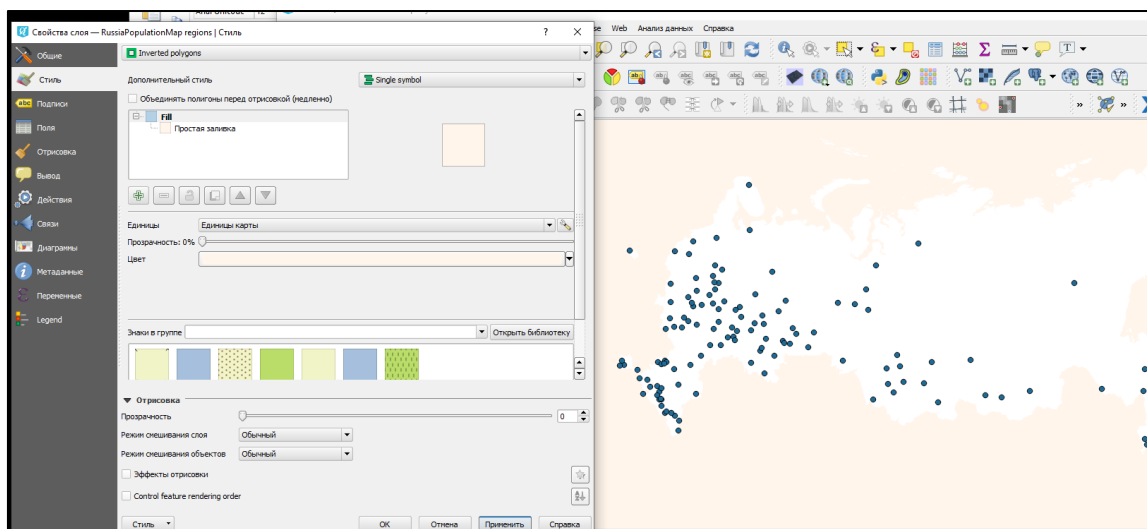 Свойства слоя — RussiaPopulationMap regions | Стиль
?
Общие
Стиль
Подписи
Поля
Отрисовка
Вывод
Действия
Связи
Диаграммы
Метаданные
Переменные
Legend
Inverted polygons
Дополнительный стиль
Single symbol
Объединять полигоны перед отрисовкой (медленно)
Fill
Простая заливка
Единицы
Единицы карты
Прозрачность: 0%
Цвет
Знаки в группе
Открыть библиотеку
Отрисовка
Прозрачность
0
Режим смешивания слоя
Обычный
Режим смешивания объектов
Обычный
Эффекты отрисовки
Control feature rendering order
Стиль
OK
Отмена
Применить
Справка
se Web Анализ данных Справка